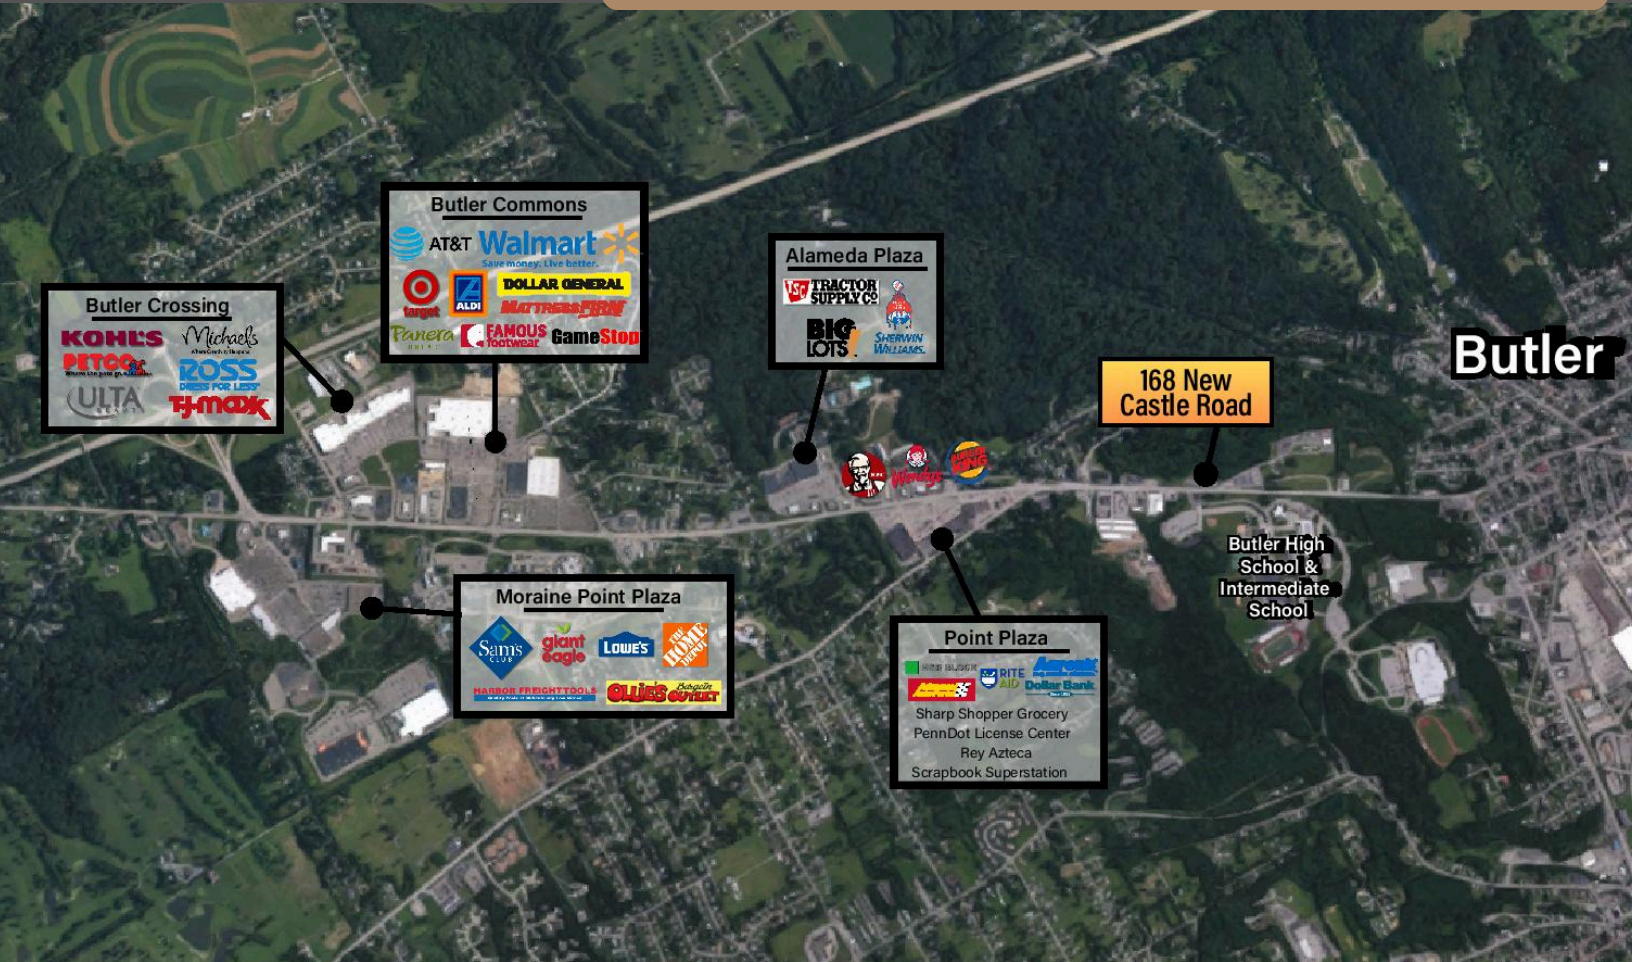 Butler Commons
AT&T Walmart
Save money. Live better.
target ALDI DOLLAR GENERAL
MATTRESS FIRM
Panera
FAMOUS
footwear GameStop
Butler Crossing
KOHL'S Michaels
PETCO
ROSS
DRESS FOR LESS
ULTA
T·J·maxx
Alameda Plaza
TSC TRACTOR
SUPPLY CO
BIG
LOTS!
SHERWIN
WILLIAMS.
KFC
Wendy's
BURGER
KING
168 New
Castle Road
Butler
Butler High
School &
Intermediate
School
Moraine Point Plaza
Sam's
CLUB
giant
eagle
LOWE'S
THE
HOME
DEPOT
HARBOR FREIGHT TOOLS
OLLIE'S Bargain
OUTLET
Point Plaza
H&R BLOCK
RITE
AID
Dollar Bank
Sharp Shopper Grocery
PennDot License Center
Rey Azteca
Scrapbook Superstation